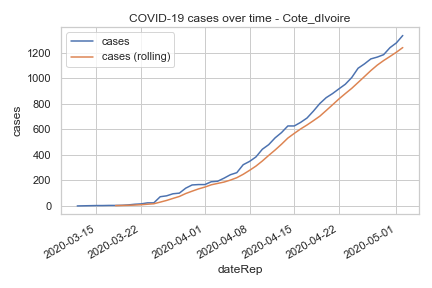 COVID-19 cases over time - Cote_dIvoire
cases
cases (rolling)
cases
1200
1000
800
600
400
200
0
2020-03-15
2020-03-22
2020-04-01
2020-04-08
2020-04-15
2020-04-22
2020-05-01
dateRep